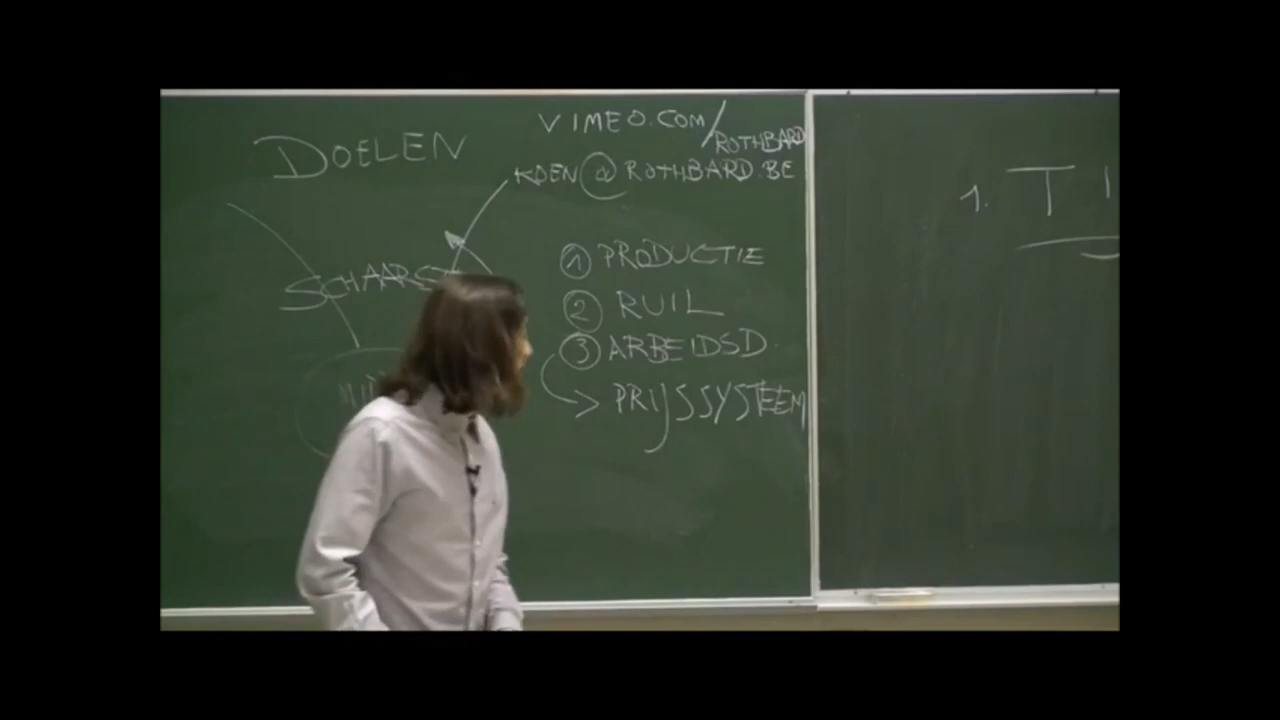 DOELEN
SCHAARS
VIMEO.COM/ROTHBARD
KOEN@ROTHBARD.BE
1 PRODUCTIE
2 RUIL
3 ARBEIDSD.
> PRIJSSYSTEEM
1. T I